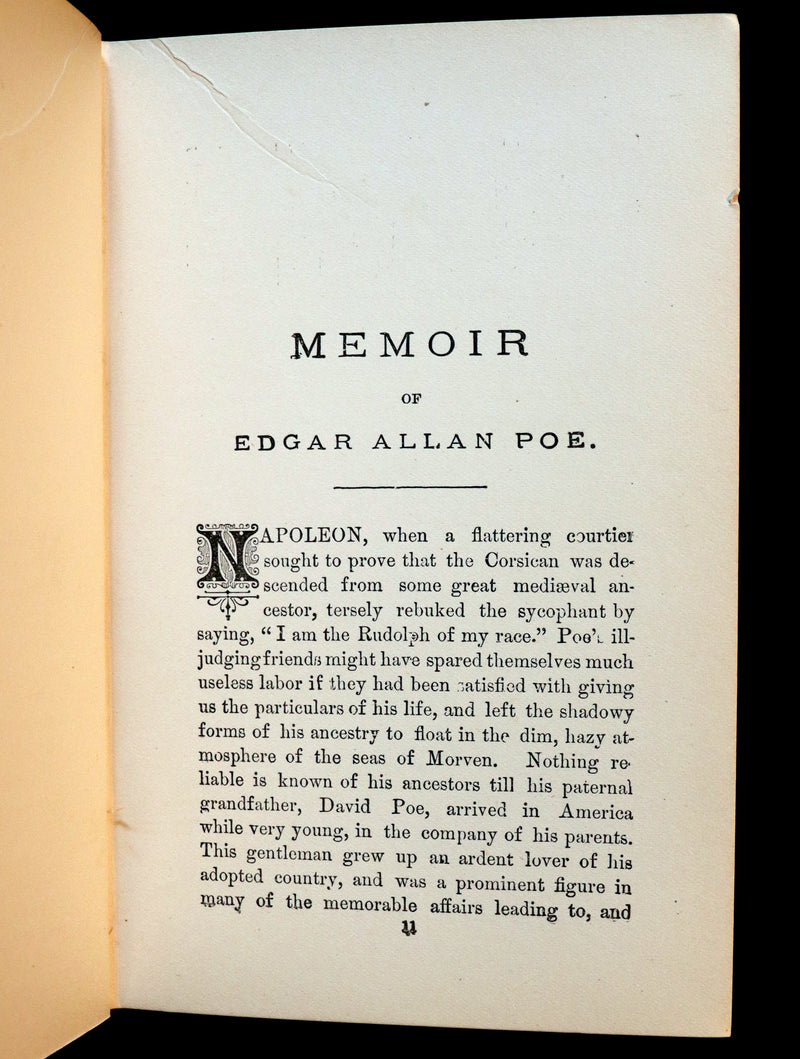 MEMOIR
OF
EDGAR ALLAN POE.
NAPOLEON, when a flattering courtier
sought to prove that the Corsican was de-
scended from some great mediæval an-
cestor, tersely rebuked the sycophant by
saying, “ I am the Rudolph of my race.” Poe's ill-
judging friends might have spared themselves much
useless labor if they had been satisfied with giving
us the particulars of his life, and left the shadowy
forms of his ancestry to float in the dim, hazy at-
mosphere of the seas of Morven. Nothing re-
liable is known of his ancestors till his paternal
grandfather, David Poe, arrived in America
while very young, in the company of his parents.
This gentleman grew up an ardent lover of his
adopted country, and was a prominent figure in
many of the memorable affairs leading to, and
11